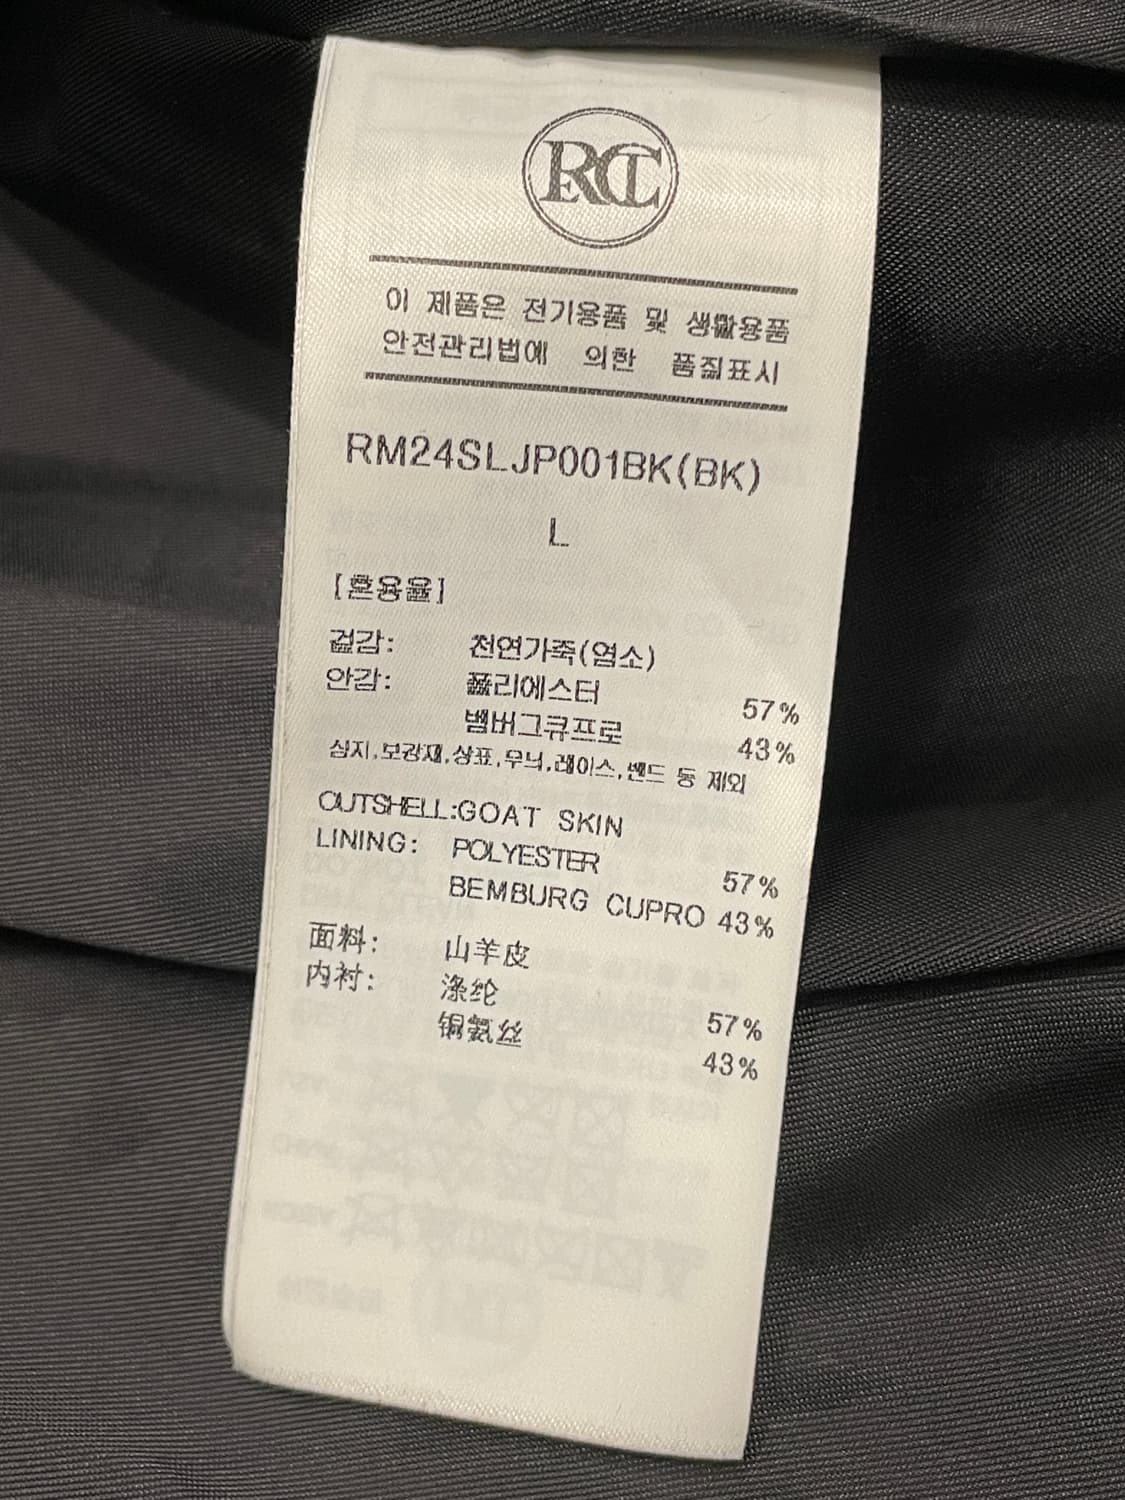 RCT
이 제품은 전기용품 및 생활용품
안전관리법에 의한 품질표시
RM24SLJP001BK(BK)
L
[혼용율]
겉감: 천연가죽(염소)
안감: 폴리에스터 57%
뱀버그큐프로 43%
심지,보강재,상표,무늬,레이스,밴드 등 제외
OUTSHELL:GOAT SKIN
LINING: POLYESTER 57%
BEMBURG CUPRO 43%
面料: 山羊皮
内衬: 涤纶 57%
铜氨丝 43%